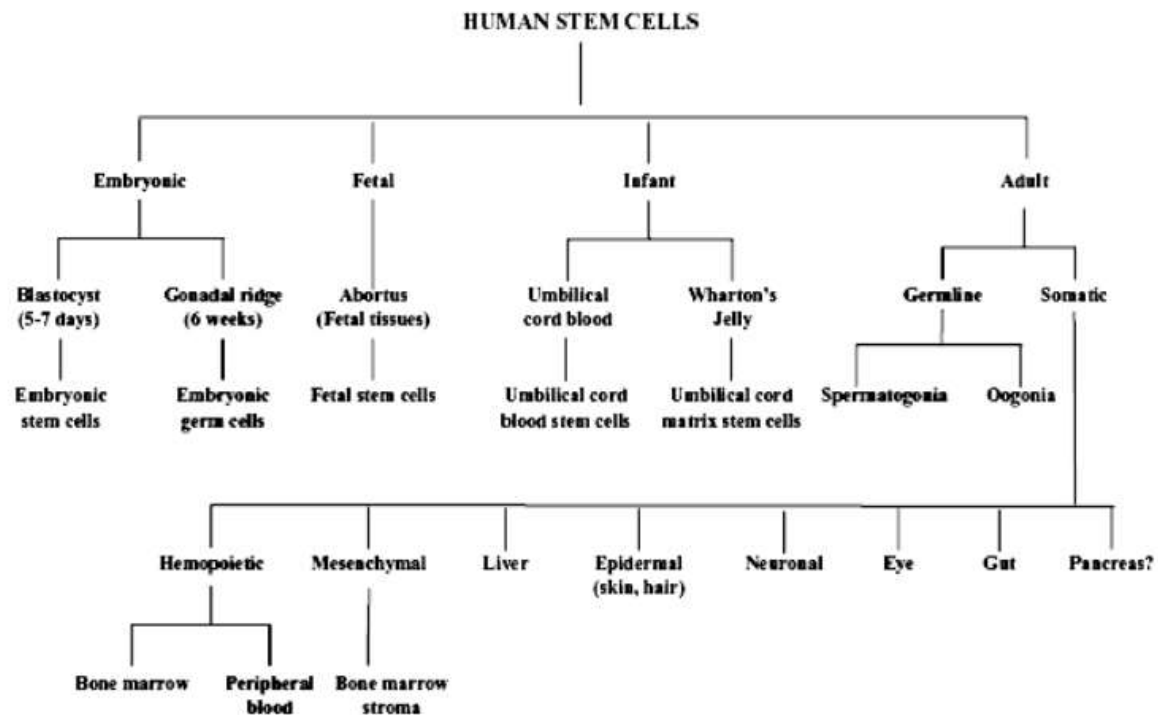 HUMAN STEM CELLS
Embryonic
Fetal
Infant
Adult
Blastocyst
(5-7 days)
Gonadal ridge
(6 weeks)
Abortus
(Fetal tissues)
Umbilical
cord blood
Wharton's
Jelly
Germline
Somatic
Embryonic
stem cells
Embryonic
germ cells
Fetal stem cells
Umbilical cord
blood stem cells
Umbilical cord
matrix stem cells
Spermatogonia
Oogonia
Hemopoietic
Mesenchymal
Liver
Epidermal
(skin, hair)
Neuronal
Eye
Gut
Pancreas?
Bone marrow
Peripheral
blood
Bone marrow
stroma